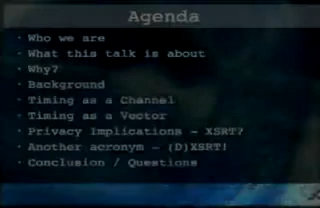 Agenda
· Who we are
· What this talk is about
· Why?
· Background
· Timing as a Channel
· Timing as a Vector
· Privacy Implications - XSRT?
· Another acronym - (D)XSRT!
· Conclusion / Questions